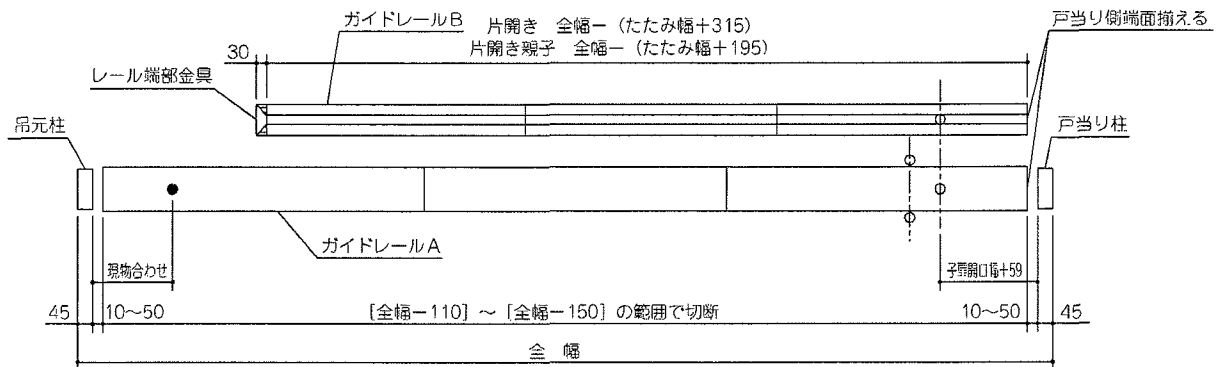 ガイドレールB
片開き 全幅ー（たたみ幅+315）
片開き親子 全幅ー（たたみ幅+195）
戸当り側端面揃える
30
レール端部金具
吊元柱
戸当り柱
ガイドレールA
現物合わせ
子扉開口幅+59
45
10〜50
［全幅ー110］〜［全幅ー150］の範囲で切断
10〜50
45
全幅